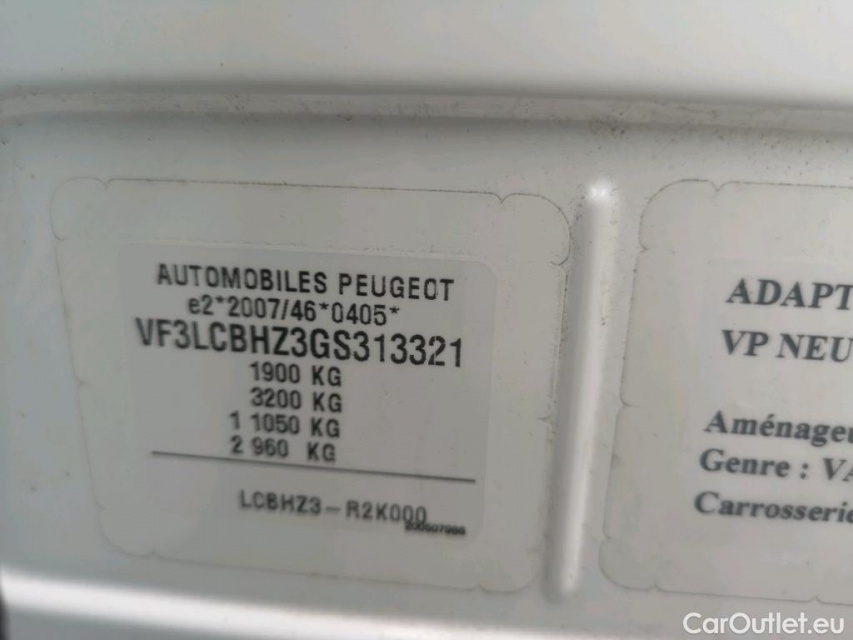 AUTOMOBILES PEUGEOT
e2*2007/46*0405*
VF3LCBHZ3GS313321
1900 KG
3200 KG
1 1050 KG
2 960 KG
LCBHZ3-R2K000
ADAPT
VP NEU
Aménageu
Genre : VA
Carrosserie
CarOutlet.eu